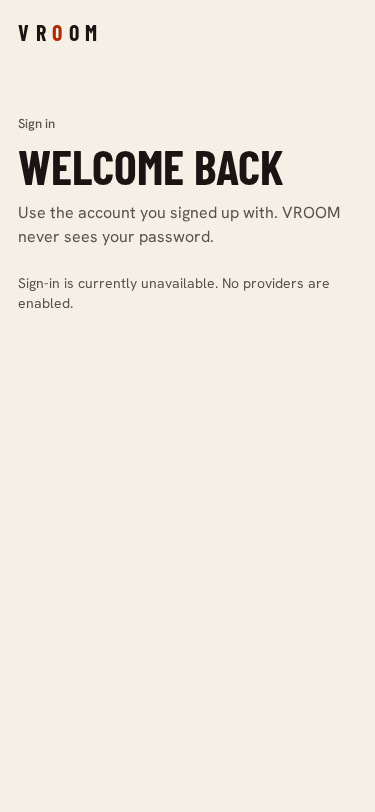 VROOM
Sign in
WELCOME BACK
Use the account you signed up with. VROOM
never sees your password.
Sign-in is currently unavailable. No providers are
enabled.